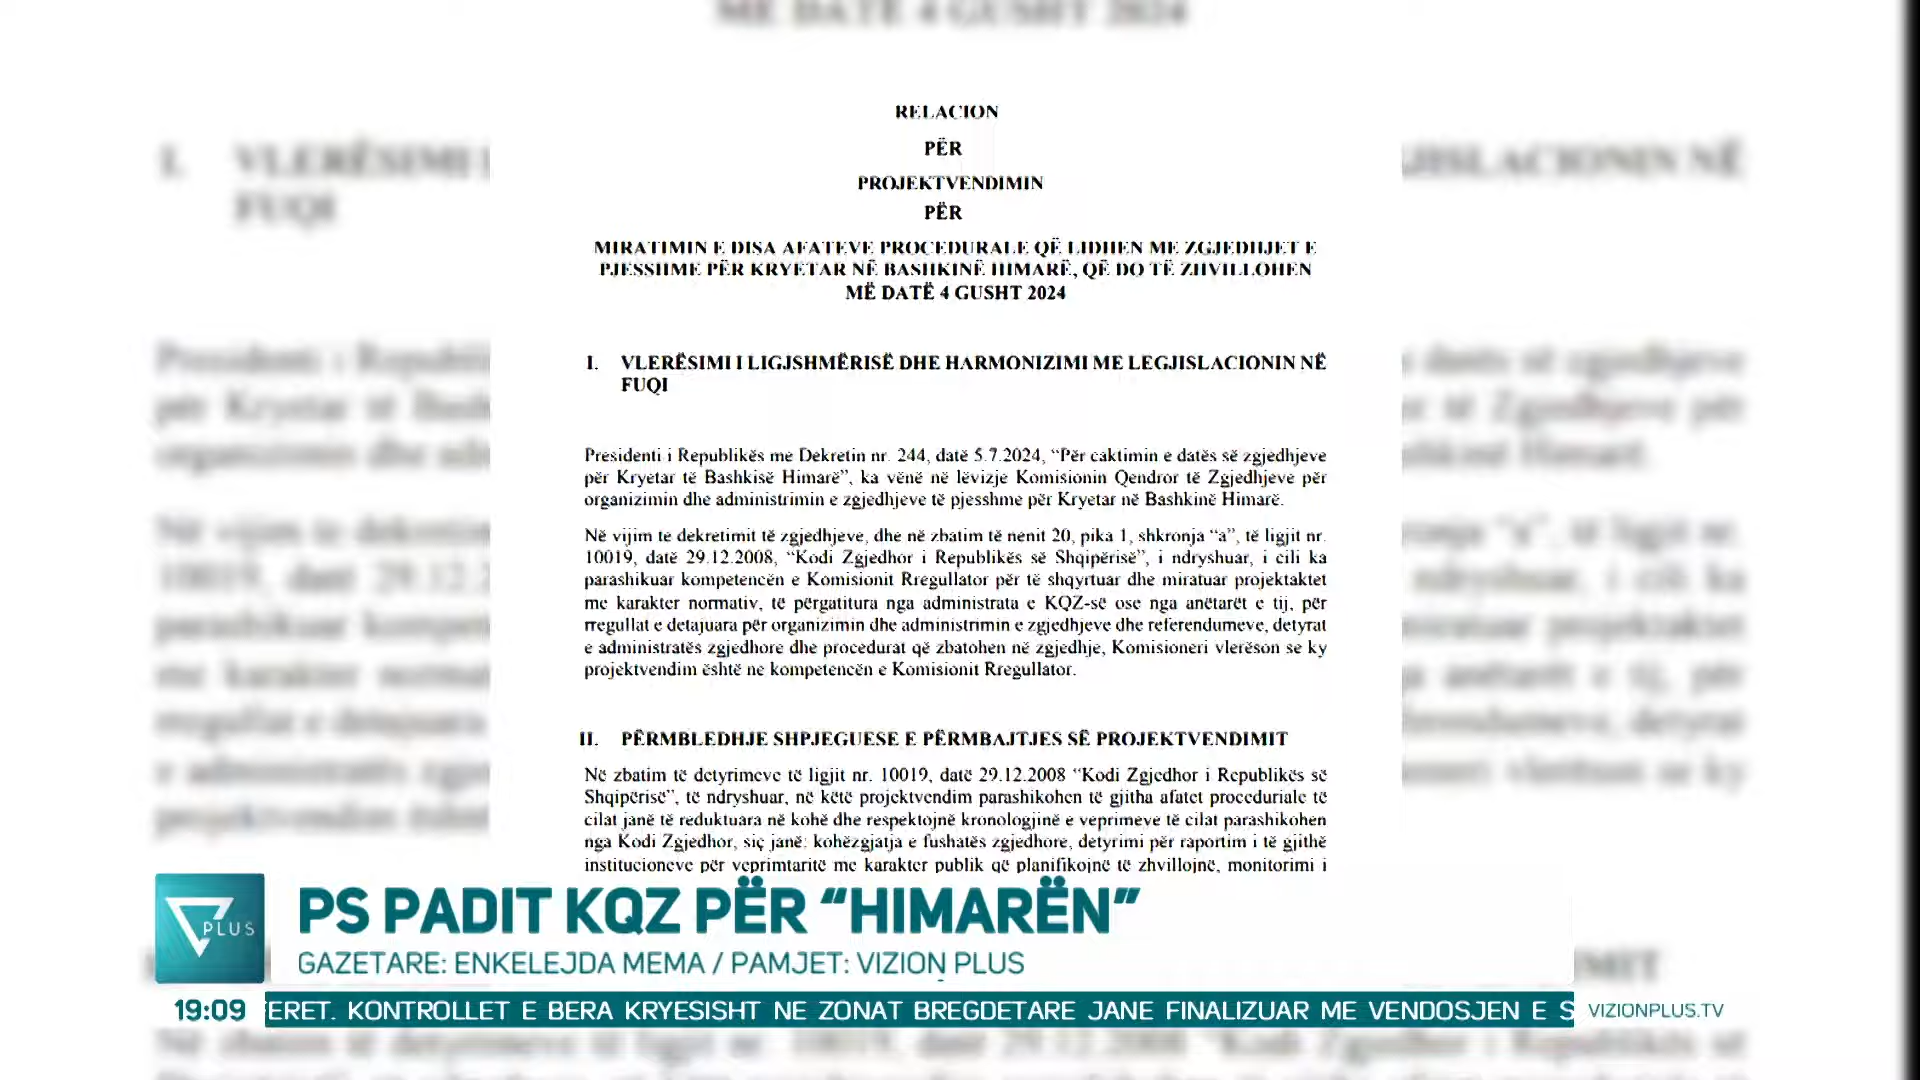 MË DATË 4 GUSHT 2024
RELACION
PËR
PROJEKTVENDIMIN
PËR
MIRATIMIN E DISA AFATEVE PROCEDURALE QË LIDHEN ME ZGJEDHJET E
PJESSHME PËR KRYETAR NË BASHKINË HIMARË, QË DO TË ZHVILLOHEN
MË DATË 4 GUSHT 2024
I. VLERËSIMI I LIGJSHMËRISË DHE HARMONIZIMI ME LEGJISLACIONIN NË
FUQI
Presidenti i Republikës me Dekretin nr. 244, datë 5.7.2024, “Për caktimin e datës së zgjedhjeve
për Kryetar të Bashkisë Himarë”, ka vënë në lëvizje Komisionin Qendror të Zgjedhjeve për
organizimin dhe administrimin e zgjedhjeve të pjesshme për Kryetar në Bashkinë Himarë.
Në vijim te dekretimit të zgjedhjeve, dhe në zbatim të nenit 20, pika 1, shkronja “a”, të ligjit nr.
10019, datë 29.12.2008, “Kodi Zgjedhor i Republikës së Shqipërisë”, i ndryshuar, i cili ka
parashikuar kompetencën e Komisionit Rregullator për të shqyrtuar dhe miratuar projektaktet
me karakter normativ, të përgatitura nga administrata e KQZ-së ose nga anëtarët e tij, për
rregullat e detajuara për organizimin dhe administrimin e zgjedhjeve dhe referendumeve, detyrat
e administratës zgjedhore dhe procedurat që zbatohen në zgjedhje, Komisioneri vlerëson se ky
projektvendim është ne kompetencën e Komisionit Rregullator.
II. PËRMBLEDHJE SHPJEGUESE E PËRMBAJTJES SË PROJEKTVENDIMIT
Në zbatim të detyrimeve të ligjit nr. 10019, datë 29.12.2008 “Kodi Zgjedhor i Republikës së
Shqipërisë”, të ndryshuar, në këtë projektvendim parashikohen të gjitha afatet proceduriale të
cilat janë të reduktuara në kohë dhe respektojnë kronologjinë e veprimeve të cilat parashikohen
nga Kodi Zgjedhor, siç janë: kohëzgjatja e fushatës zgjedhore, detyrimi për raportim i të gjithë
institucioneve për veprimtaritë me karakter publik që planifikojnë të zhvillojnë, monitorimi i
PLUS
PS PADIT KQZ PËR “HIMARËN”
GAZETARE: ENKELEJDA MEMA / PAMJET: VIZION PLUS
19:09 FERET. KONTROLLET E BERA KRYESISHT NE ZONAT BREGDETARE JANE FINALIZUAR ME VENDOSJEN E S VIZIONPLUS.TV